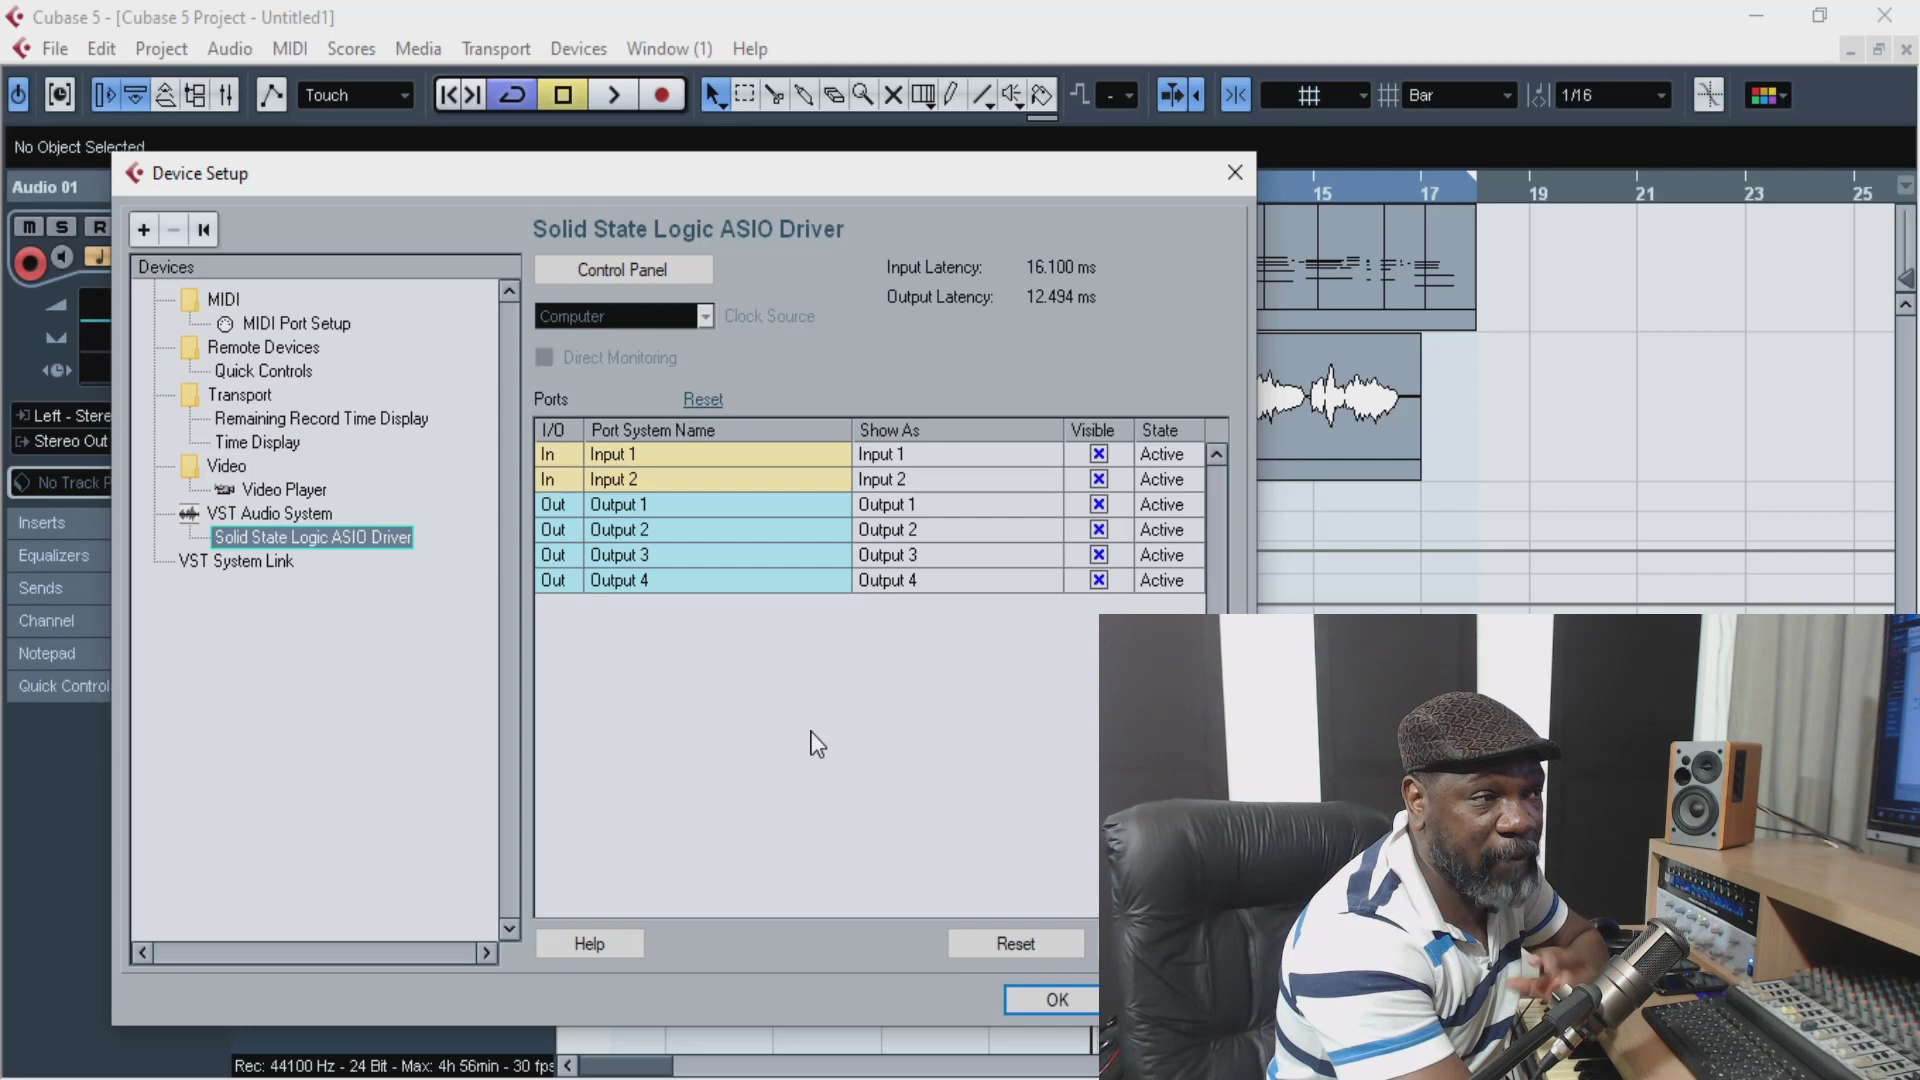 Cubase 5 - [Cubase 5 Project - Untitled1]
File Edit Project Audio MIDI Scores Media Transport Devices Window (1) Help
Touch - Bar 1/16
No Object Selected
Device Setup
Audio 01
15 17 19 21 23 25
M S R
Solid State Logic ASIO Driver
Control Panel
Input Latency: 16.100 ms
Output Latency: 12.494 ms
Computer Clock Source
Direct Monitoring
Devices
MIDI
MIDI Port Setup
Remote Devices
Quick Controls
Transport
Remaining Record Time Display
Time Display
Video
Video Player
VST Audio System
Solid State Logic ASIO Driver
VST System Link
Left - Stere
Stereo Out
No Track P
Inserts
Equalizers
Sends
Channel
Notepad
Quick Control
Ports Reset
I/O Port System Name Show As Visible State
In Input 1 Input 1 Active
In Input 2 Input 2 Active
Out Output 1 Output 1 Active
Out Output 2 Output 2 Active
Out Output 3 Output 3 Active
Out Output 4 Output 4 Active
Help Reset
OK
Rec: 44100 Hz - 24 Bit - Max: 4h 56min - 30 fps